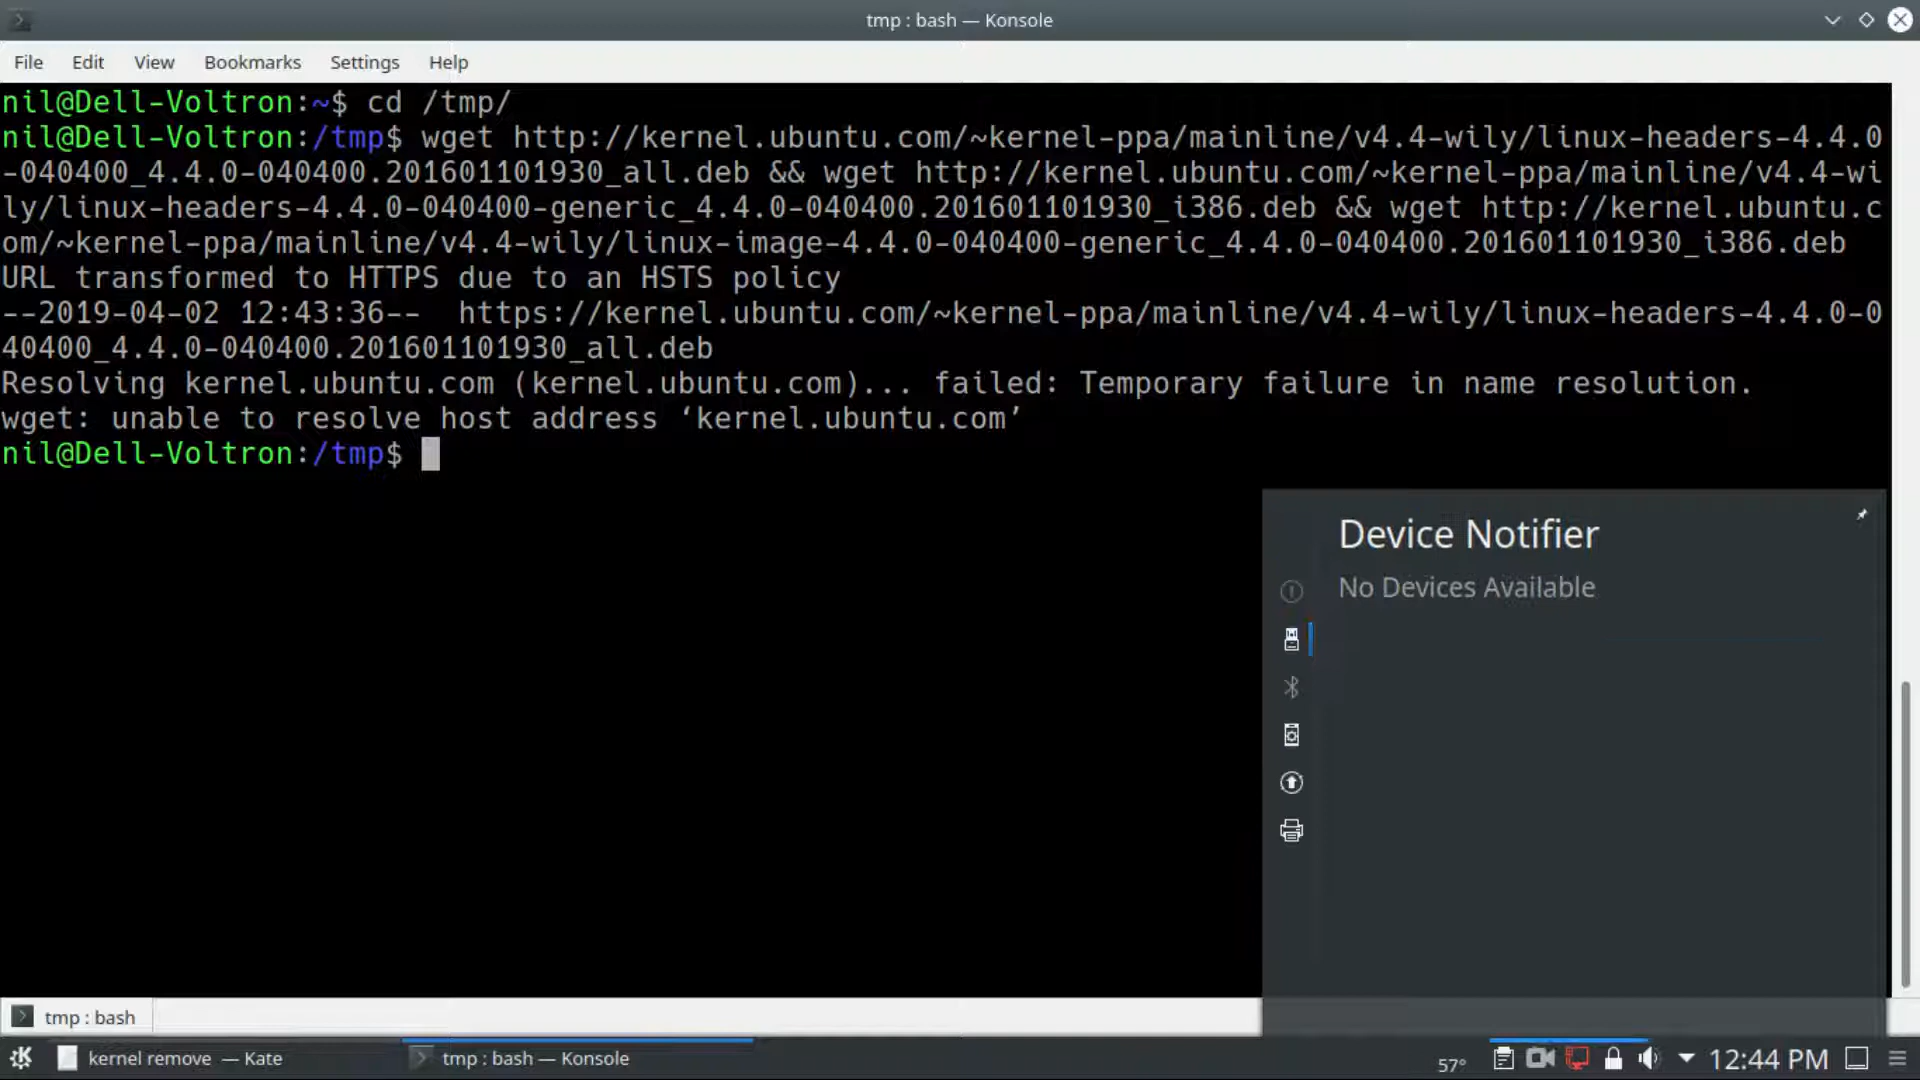 tmp : bash — Konsole
File Edit View Bookmarks Settings Help
nil@Dell-Voltron:~$ cd /tmp/
nil@Dell-Voltron:/tmp$ wget http://kernel.ubuntu.com/~kernel-ppa/mainline/v4.4-wily/linux-headers-4.4.0
-040400_4.4.0-040400.201601101930_all.deb && wget http://kernel.ubuntu.com/~kernel-ppa/mainline/v4.4-wi
ly/linux-headers-4.4.0-040400-generic_4.4.0-040400.201601101930_i386.deb && wget http://kernel.ubuntu.c
om/~kernel-ppa/mainline/v4.4-wily/linux-image-4.4.0-040400-generic_4.4.0-040400.201601101930_i386.deb
URL transformed to HTTPS due to an HSTS policy
--2019-04-02 12:43:36--  https://kernel.ubuntu.com/~kernel-ppa/mainline/v4.4-wily/linux-headers-4.4.0-0
40400_4.4.0-040400.201601101930_all.deb
Resolving kernel.ubuntu.com (kernel.ubuntu.com)... failed: Temporary failure in name resolution.
wget: unable to resolve host address ‘kernel.ubuntu.com’
nil@Dell-Voltron:/tmp$
Device Notifier
No Devices Available
tmp : bash
kernel remove — Kate
tmp : bash — Konsole
57°
12:44 PM